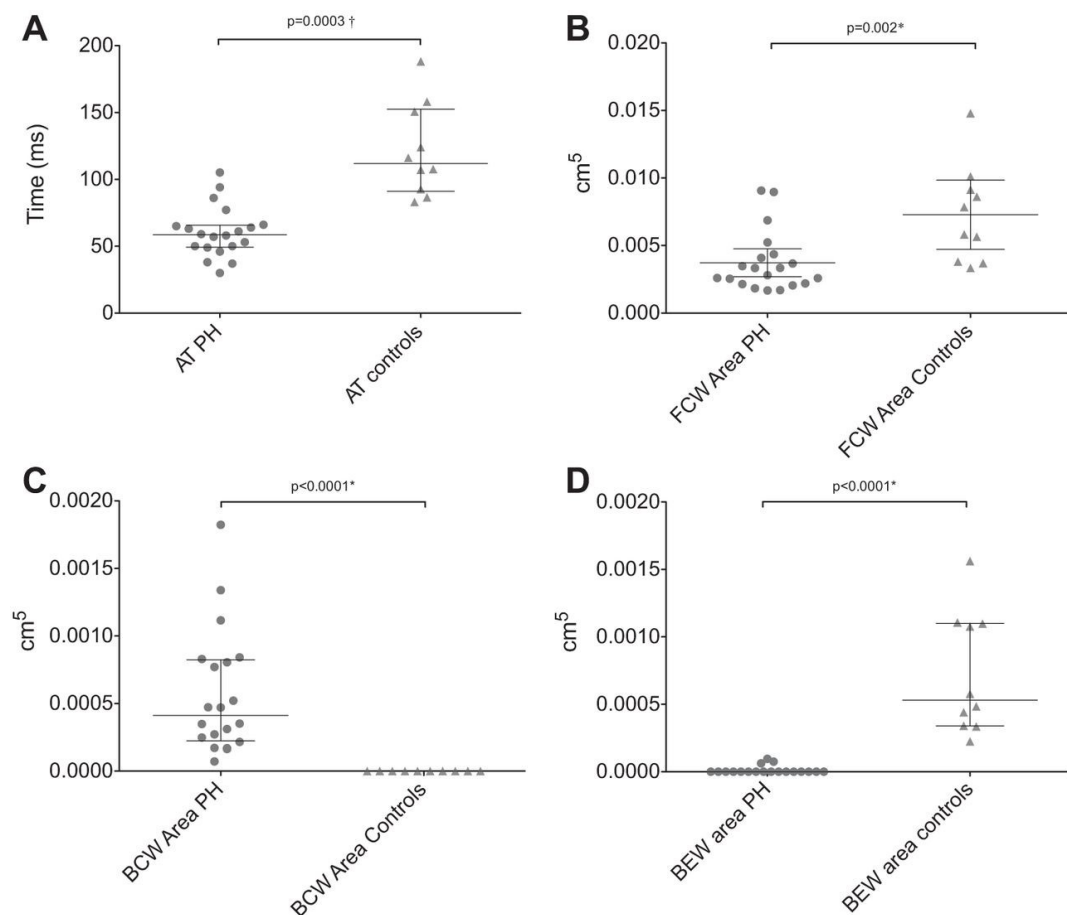 A
p=0.0003 †
Time (ms)
200
150
100
50
0
AT PH
AT controls
B
p=0.002*
cm5
0.020
0.015
0.010
0.005
0.000
FCW Area PH
FCW Area Controls
C
p<0.0001*
cm5
0.0020
0.0015
0.0010
0.0005
0.0000
BCW Area PH
BCW Area Controls
D
p<0.0001*
cm5
0.0020
0.0015
0.0010
0.0005
0.0000
BEW area PH
BEW area controls